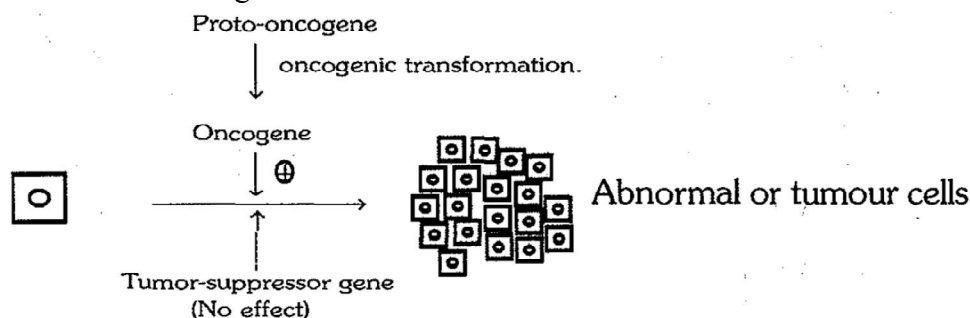 Proto-oncogene
oncogenic transformation.
Oncogene
⊕
Abnormal or tumour cells
Tumor-suppressor gene
(No effect)